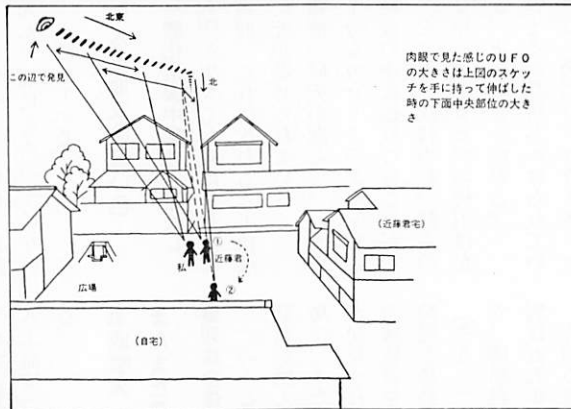 北東
北
この辺で発見
肉眼で見た感じのUFO
の大きさは上図のスケッ
チを手に持って伸ばした
時の下面中央部位の大き
さ
(近藤君宅)
①
私
近藤君
②
広場
(自宅)